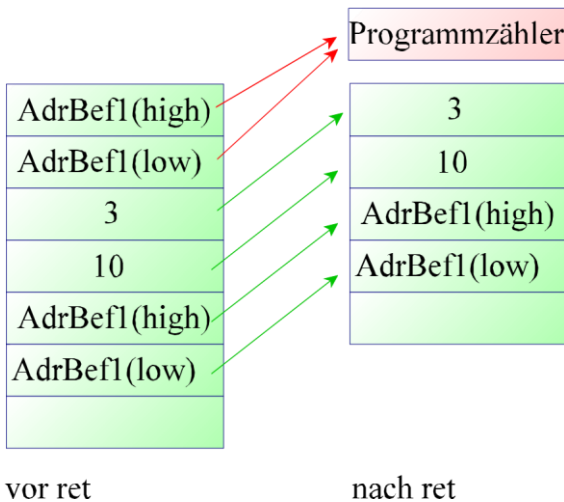 Programmzähler
AdrBef1(high)
AdrBef1(low)
3
10
AdrBef1(high)
AdrBef1(low)
3
10
AdrBef1(high)
AdrBef1(low)
vor ret
nach ret